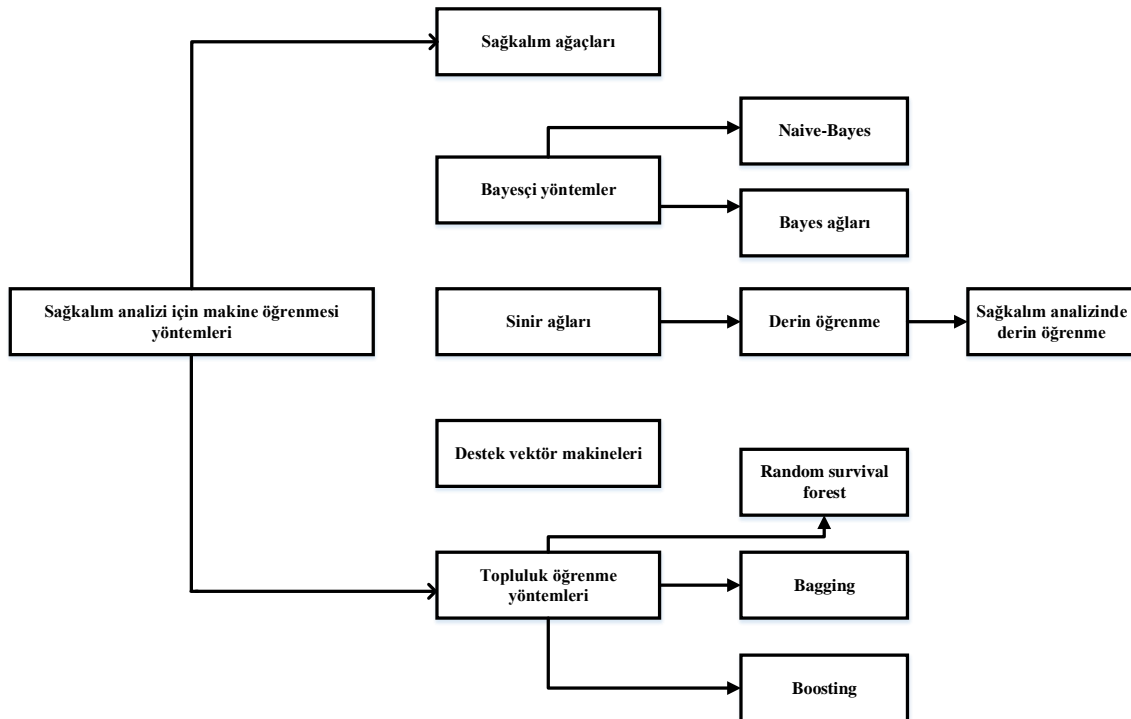 Sağkalım ağaçları
Naive-Bayes
Bayesçi yöntemler
Bayes ağları
Sağkalım analizi için makine öğrenmesi
yöntemleri
Sinir ağları
Derin öğrenme
Sağkalım analizinde
derin öğrenme
Destek vektör makineleri
Random survival
forest
Topluluk öğrenme
yöntemleri
Bagging
Boosting